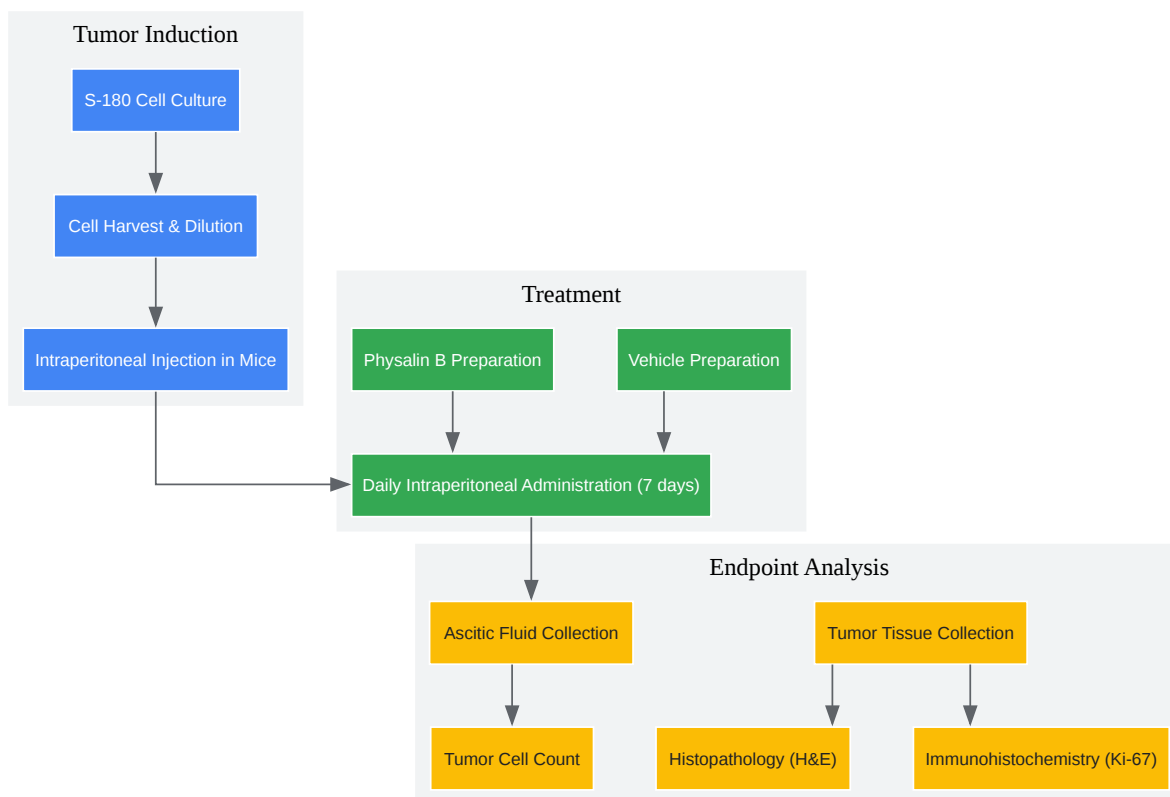 Tumor Induction
S-180 Cell Culture
Cell Harvest & Dilution
Intraperitoneal Injection in Mice
Treatment
Physalin B Preparation
Vehicle Preparation
Daily Intraperitoneal Administration (7 days)
Endpoint Analysis
Ascitic Fluid Collection
Tumor Tissue Collection
Tumor Cell Count
Histopathology (H&E)
Immunohistochemistry (Ki-67)